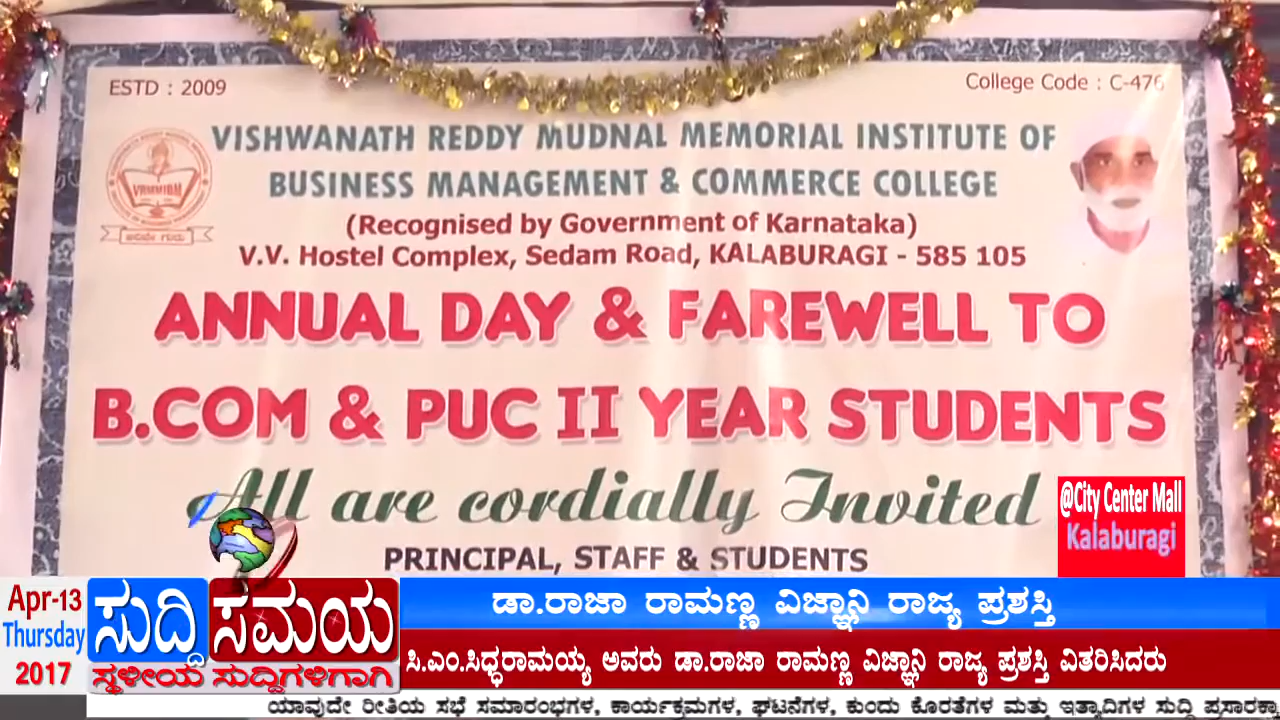 ESTD : 2009
College Code : C-476
VISHWANATH REDDY MUDNAL MEMORIAL INSTITUTE OF
BUSINESS MANAGEMENT & COMMERCE COLLEGE
VRMMIBM
(Recognised by Government of Karnataka)
V.V. Hostel Complex, Sedam Road, KALABURAGI - 585 105
ANNUAL DAY & FAREWELL TO
B.COM & PUC II YEAR STUDENTS
All are cordially Invited
PRINCIPAL, STAFF & STUDENTS
@City Center Mall
Kalaburagi
Apr-13
Thursday
2017
ಸುದ್ದಿ ಸಮಯ
ಸ್ಥಳೀಯ ಸುದ್ದಿಗಳಿಗಾಗಿ
ಡಾ.ರಾಜಾ ರಾಮಣ್ಣ ವಿಜ್ಞಾನಿ ರಾಜ್ಯ ಪ್ರಶಸ್ತಿ
ಸಿ.ಎಂ.ಸಿದ್ಧರಾಮಯ್ಯ ಅವರು ಡಾ.ರಾಜಾ ರಾಮಣ್ಣ ವಿಜ್ಞಾನಿ ರಾಜ್ಯ ಪ್ರಶಸ್ತಿ ವಿತರಿಸಿದರು
ಯಾವುದೇ ರೀತಿಯ ಸಭೆ ಸಮಾರಂಭಗಳ, ಕಾರ್ಯಕ್ರಮಗಳ, ಘಟನೆಗಳ, ಕುಂದು ಕೊರತೆಗಳ ಮತ್ತು ಇತ್ಯಾದಿಗಳ ಸುದ್ದಿ ಪ್ರಸಾರಕ್ಕಾ